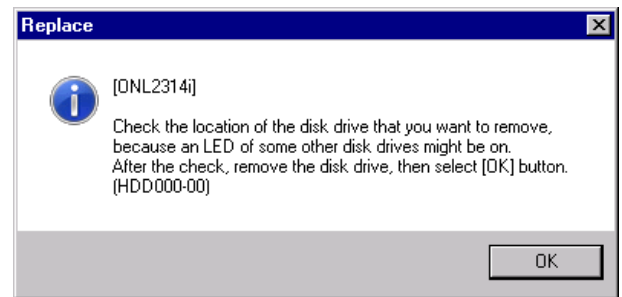 Replace
[ONL2314i]
Check the location of the disk drive that you want to remove,
because an LED of some other disk drives might be on.
After the check, remove the disk drive, then select [OK] button.
(HDD000-00)
OK